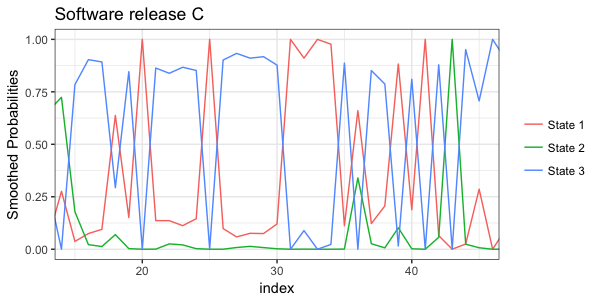 Software release C
Smoothed Probabilities
1.00
0.75
0.50
0.25
0.00
20 30 40
index
State 1
State 2
State 3